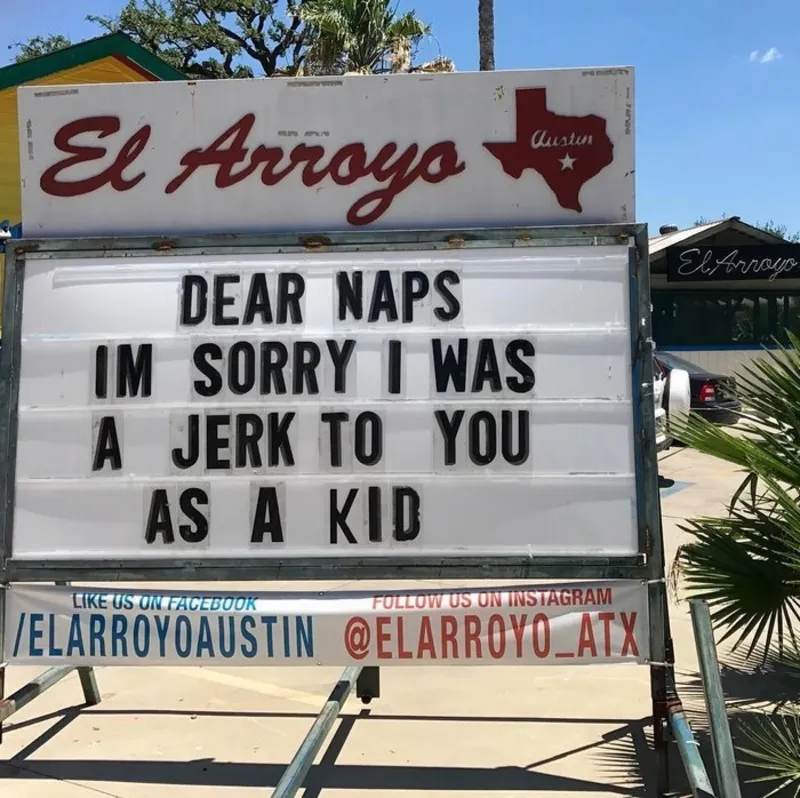 El Arroyo
Austin
El Arroyo
DEAR NAPS
IM SORRY I WAS
A JERK TO YOU
AS A KID
LIKE US ON FACEBOOK
/ELARROYOAUSTIN
FOLLOW US ON INSTAGRAM
@ELARROYO_ATX